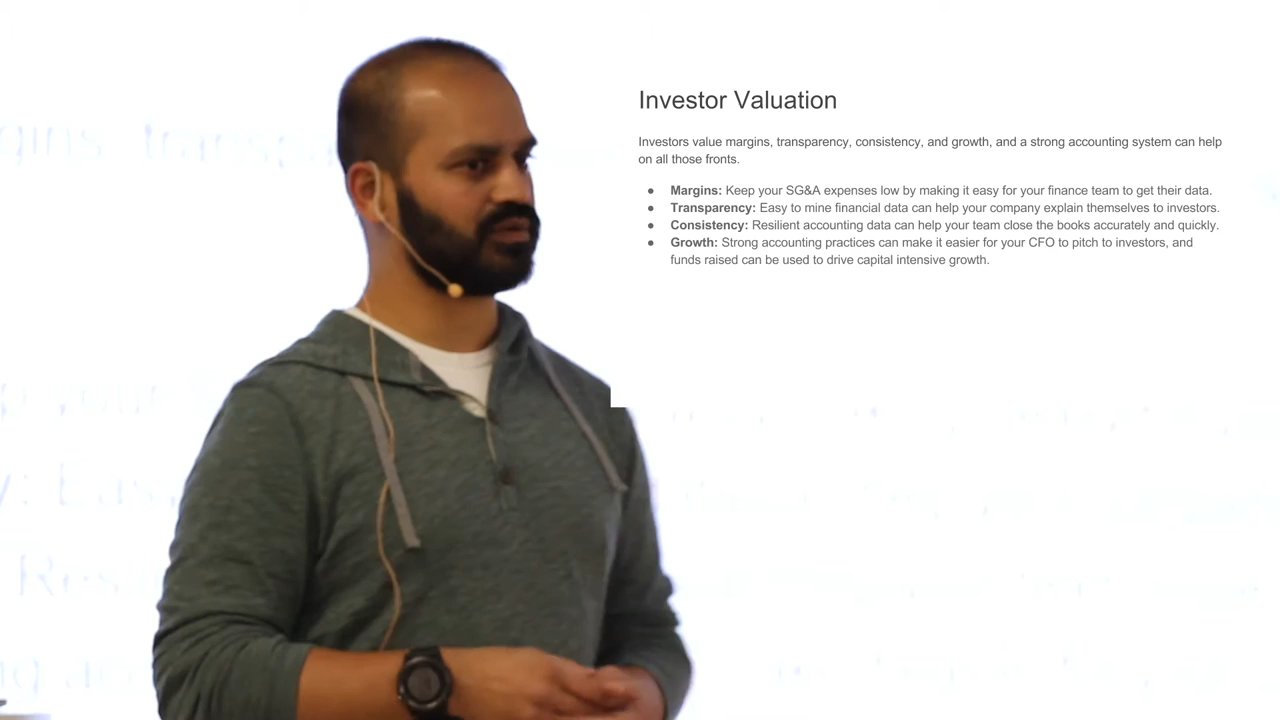 Investor Valuation
Investors value margins, transparency, consistency, and growth, and a strong accounting system can help
on all those fronts.
● Margins: Keep your SG&A expenses low by making it easy for your finance team to get their data.
● Transparency: Easy to mine financial data can help your company explain themselves to investors.
● Consistency: Resilient accounting data can help your team close the books accurately and quickly.
● Growth: Strong accounting practices can make it easier for your CFO to pitch to investors, and
funds raised can be used to drive capital intensive growth.